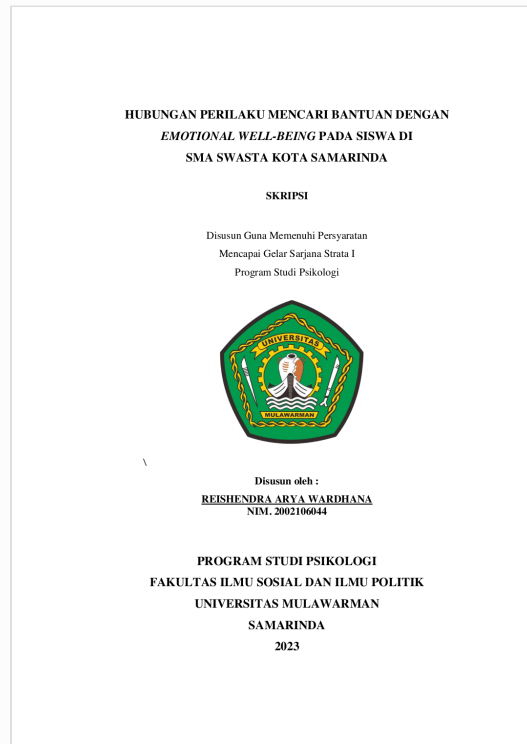 HUBUNGAN PERILAKU MENCARI BANTUAN DENGAN
EMOTIONAL WELL-BEING PADA SISWA DI
SMA SWASTA KOTA SAMARINDA
SKRIPSI
Disusun Guna Memenuhi Persyaratan
Mencapai Gelar Sarjana Strata I
Program Studi Psikologi
UNIVERSITAS
MULAWARMAN
\
Disusun oleh :
REISHENDRA ARYA WARDHANA
NIM. 2002106044
PROGRAM STUDI PSIKOLOGI
FAKULTAS ILMU SOSIAL DAN ILMU POLITIK
UNIVERSITAS MULAWARMAN
SAMARINDA
2023